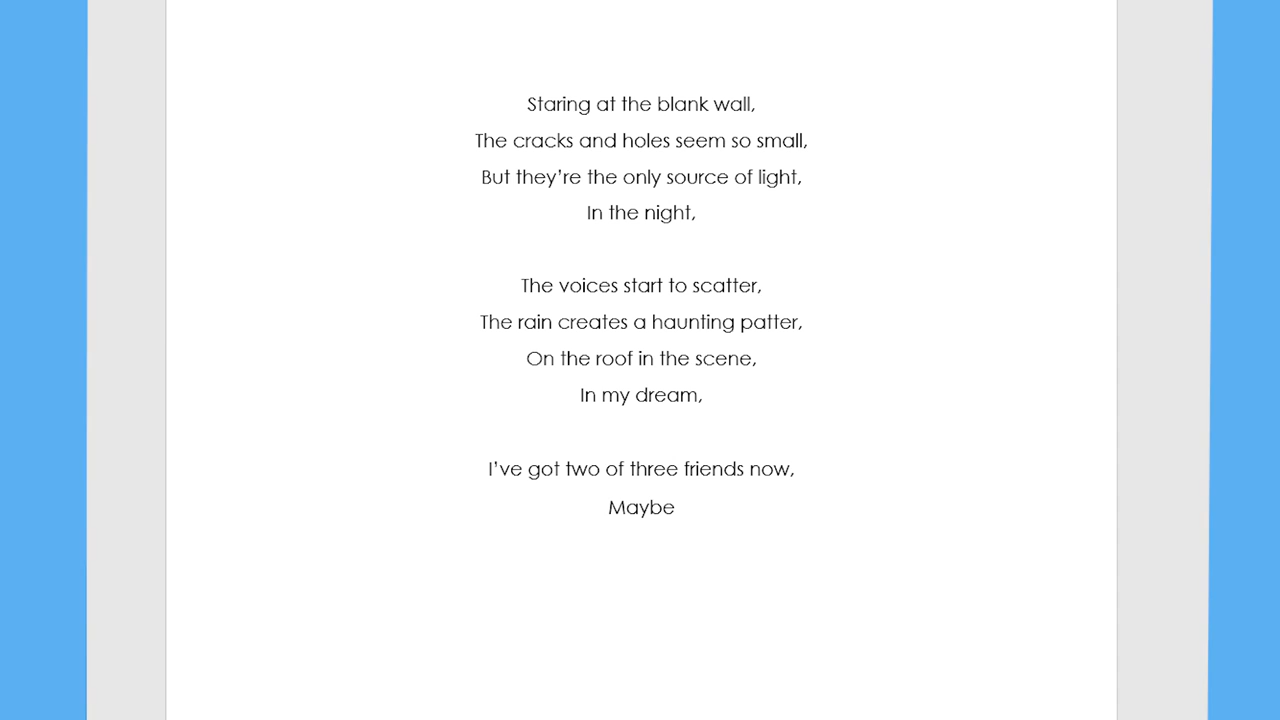 Staring at the blank wall,
The cracks and holes seem so small,
But they’re the only source of light,
In the night,
The voices start to scatter,
The rain creates a haunting patter,
On the roof in the scene,
In my dream,
I’ve got two of three friends now,
Maybe